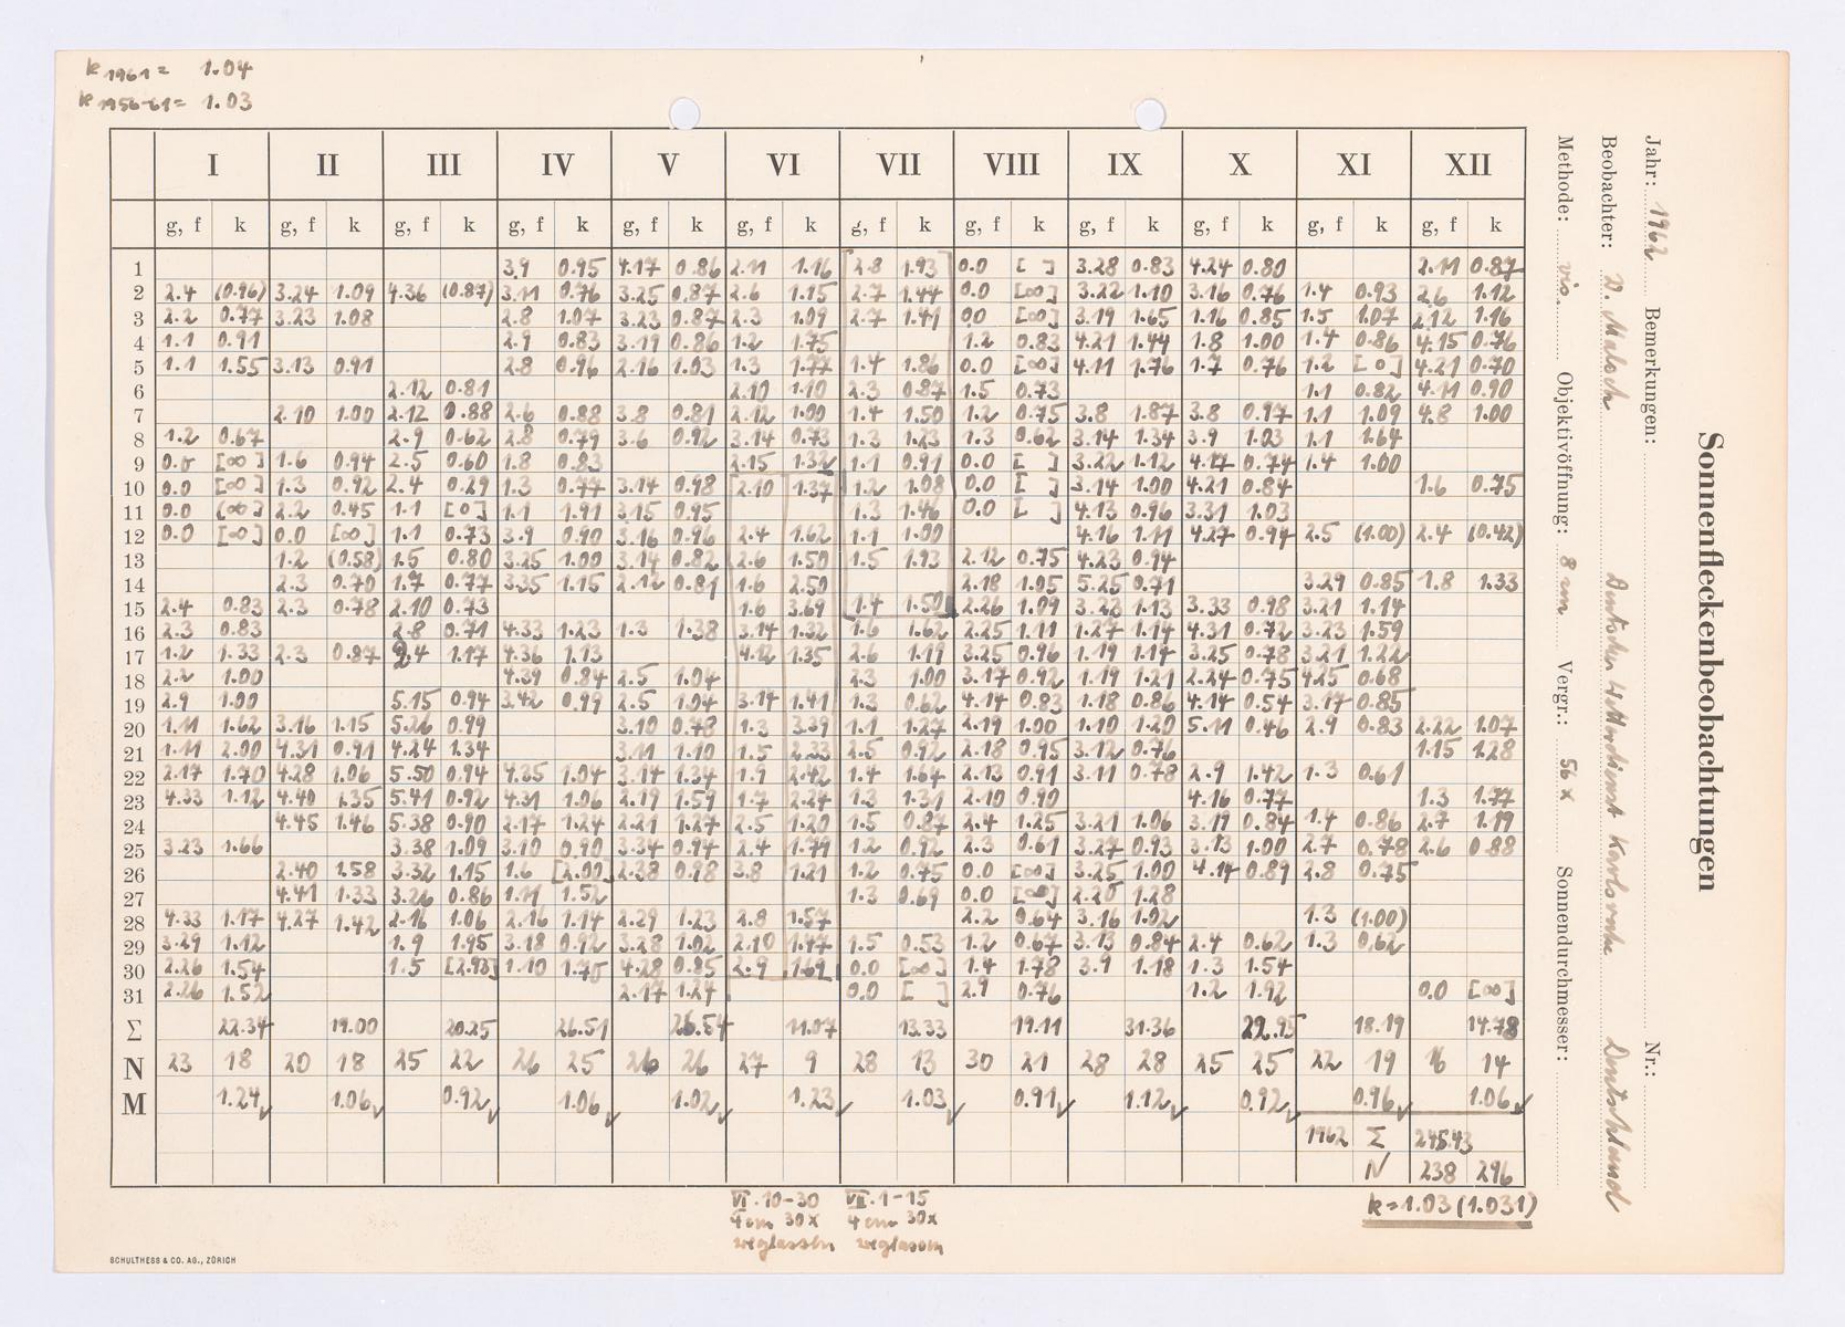 k 1961 = 1.04
k 1956-61 = 1.03
I II III IV V VI VII VIII IX X XI XII
g, f k g, f k g, f k g, f k g, f k g, f k g, f k g, f k g, f k g, f k g, f k g, f k
1 3.9 0.95 4.17 0.86 2.11 1.16 2.8 1.93 0.0 [ ] 3.28 0.83 4.24 0.80 2.11 0.87
2 2.4 (0.96) 3.24 1.09 4.36 (0.87) 3.11 0.76 3.25 0.87 2.6 1.15 2.7 1.44 0.0 [∞] 3.22 1.10 3.16 0.76 1.4 0.93 2.6 1.12
3 2.2 0.77 3.23 1.08 2.8 1.07 3.23 0.87 2.3 1.09 2.7 1.41 0.0 [∞] 3.19 1.65 1.16 0.85 1.5 1.07 2.12 1.16
4 1.1 0.91 2.9 0.83 3.19 0.86 1.2 1.75 1.2 0.83 4.21 1.44 1.8 1.00 1.4 0.86 4.15 0.76
5 1.1 1.55 3.13 0.91 2.8 0.96 2.16 1.03 1.3 1.77 1.4 1.86 0.0 [∞] 4.11 1.76 1.7 0.76 1.2 [0] 4.21 0.70
6 2.12 0.81 2.10 1.10 2.3 0.87 1.5 0.73 1.1 0.82 4.11 0.90
7 2.10 1.00 2.12 0.88 2.6 0.88 3.8 0.81 2.12 1.00 1.4 1.50 1.2 0.75 3.8 1.87 3.8 0.97 1.1 1.09 4.8 1.00
8 1.2 0.67 2.9 0.62 2.8 0.79 3.6 0.92 3.14 0.73 1.3 1.23 1.3 0.62 3.14 1.34 3.9 1.03 1.1 1.64
9 0.0 [∞] 1.6 0.94 2.5 0.60 1.8 0.83 2.15 1.32 1.1 0.91 0.0 [ ] 3.22 1.12 4.17 0.74 1.4 1.00
10 0.0 [∞] 1.3 0.92 2.4 0.29 1.3 0.77 3.14 0.98 2.10 1.37 1.2 1.08 0.0 [ ] 3.14 1.00 4.21 0.84 1.6 0.75
11 0.0 [∞] 2.2 0.45 1.1 [0] 1.1 1.91 3.15 0.95 1.3 1.46 0.0 [ ] 4.13 0.96 3.31 1.03
12 0.0 [∞] 0.0 [∞] 1.1 0.73 3.9 0.90 3.16 0.96 2.4 1.62 1.1 1.00 4.16 1.11 4.27 0.94 2.5 (1.00) 2.4 (0.42)
13 1.2 (0.58) 1.5 0.80 3.25 1.00 3.14 0.82 2.6 1.50 1.5 1.93 2.12 0.75 4.23 0.94
14 2.3 0.70 1.7 0.77 3.35 1.15 2.12 0.81 1.6 2.50 2.18 1.05 5.25 0.71 3.29 0.85 1.8 1.33
15 2.4 0.83 2.3 0.78 2.10 0.73 1.6 3.69 1.4 1.50 2.26 1.09 3.23 1.13 3.33 0.98 3.21 1.14
16 2.3 0.83 2.8 0.71 4.33 1.23 1.3 1.38 3.14 1.32 1.6 1.62 2.25 1.11 1.27 1.14 4.31 0.72 3.23 1.59
17 1.2 1.33 2.3 0.87 2.4 1.17 4.36 1.13 4.12 1.35 2.6 1.19 3.25 0.96 1.19 1.14 3.25 0.78 3.21 1.22
18 2.2 1.00 4.39 0.84 2.5 1.04 2.3 1.00 3.17 0.92 1.19 1.21 2.24 0.75 4.25 0.68
19 2.9 1.00 5.15 0.94 3.42 0.99 2.5 1.04 3.14 1.41 1.3 0.62 4.14 0.83 1.18 0.86 4.14 0.54 3.17 0.85
20 1.11 1.62 3.16 1.15 5.26 0.99 3.10 0.78 1.3 3.39 1.1 1.27 2.19 1.00 1.10 1.20 5.11 0.46 2.9 0.83 2.22 1.07
21 1.11 2.00 4.31 0.91 4.24 1.34 3.11 1.10 1.5 2.33 2.5 0.92 2.18 0.95 3.12 0.76 1.15 1.28
22 2.17 1.70 4.28 1.06 5.50 0.94 4.25 1.04 3.14 1.34 1.9 2.42 1.4 1.64 2.13 0.91 3.11 0.78 2.9 1.42 1.3 0.61
23 4.33 1.12 4.40 1.35 5.41 0.92 4.31 1.06 2.19 1.59 1.7 2.24 1.3 1.31 2.10 0.90 4.16 0.77 1.3 1.77
24 4.45 1.46 5.38 0.90 2.17 1.24 2.21 1.27 2.5 1.20 1.5 0.87 2.4 1.25 3.21 1.06 3.19 0.84 1.4 0.86 2.7 1.19
25 3.23 1.66 3.38 1.09 3.10 0.90 3.34 0.94 2.4 1.79 1.2 0.92 2.3 0.61 3.27 0.93 3.13 1.00 2.7 0.78 2.6 0.88
26 2.40 1.58 3.32 1.15 1.6 [2.00] 2.38 0.98 3.8 1.21 1.2 0.75 0.0 [∞] 3.25 1.00 4.14 0.89 2.8 0.75
27 4.41 1.33 3.26 0.86 1.11 1.52 1.3 0.69 0.0 [∞] 2.20 1.28
28 4.33 1.17 4.27 1.42 2.16 1.06 2.16 1.14 2.29 1.23 2.8 1.57 2.2 0.64 3.16 1.02 1.3 (1.00)
29 3.29 1.12 1.9 1.95 3.18 0.92 3.28 1.02 2.10 1.47 1.5 0.53 1.2 0.67 3.13 0.84 2.4 0.62 1.3 0.62
30 2.26 1.54 1.5 [2.93] 1.10 1.75 4.28 0.85 2.9 1.69 0.0 [∞] 1.4 1.78 3.9 1.18 1.3 1.54
31 2.26 1.52 2.17 1.24 0.0 [ ] 2.9 0.76 1.2 1.92 0.0 [∞]
Σ 22.34 19.00 20.25 26.51 26.54 11.07 13.33 19.11 31.36 22.95 18.19 14.78
N 23 18 20 18 25 22 26 25 26 26 27 9 28 13 30 21 28 28 25 25 22 19 16 14
M 1.24 1.06 0.92 1.06 1.02 1.23 1.03 0.91 1.12 0.92 0.96 1.06
1962 Σ 245.43
N 238 296
k = 1.03 (1.031)
VI. 10-30 VII. 1-15
4 cm 30x 4 cm 30x
weglassen weglassen
SCHULTHESS & CO. AG., ZÜRICH
Sonnenfleckenbeobachtungen
Jahr: 1962 Bemerkungen: Nr.:
Beobachter: Malsch Deutscher Wetterdienst Karlsruhe Deutschland
Methode: vis. Objektivöffnung: 8 cm Vergr.: 56 x Sonnendurchmesser: